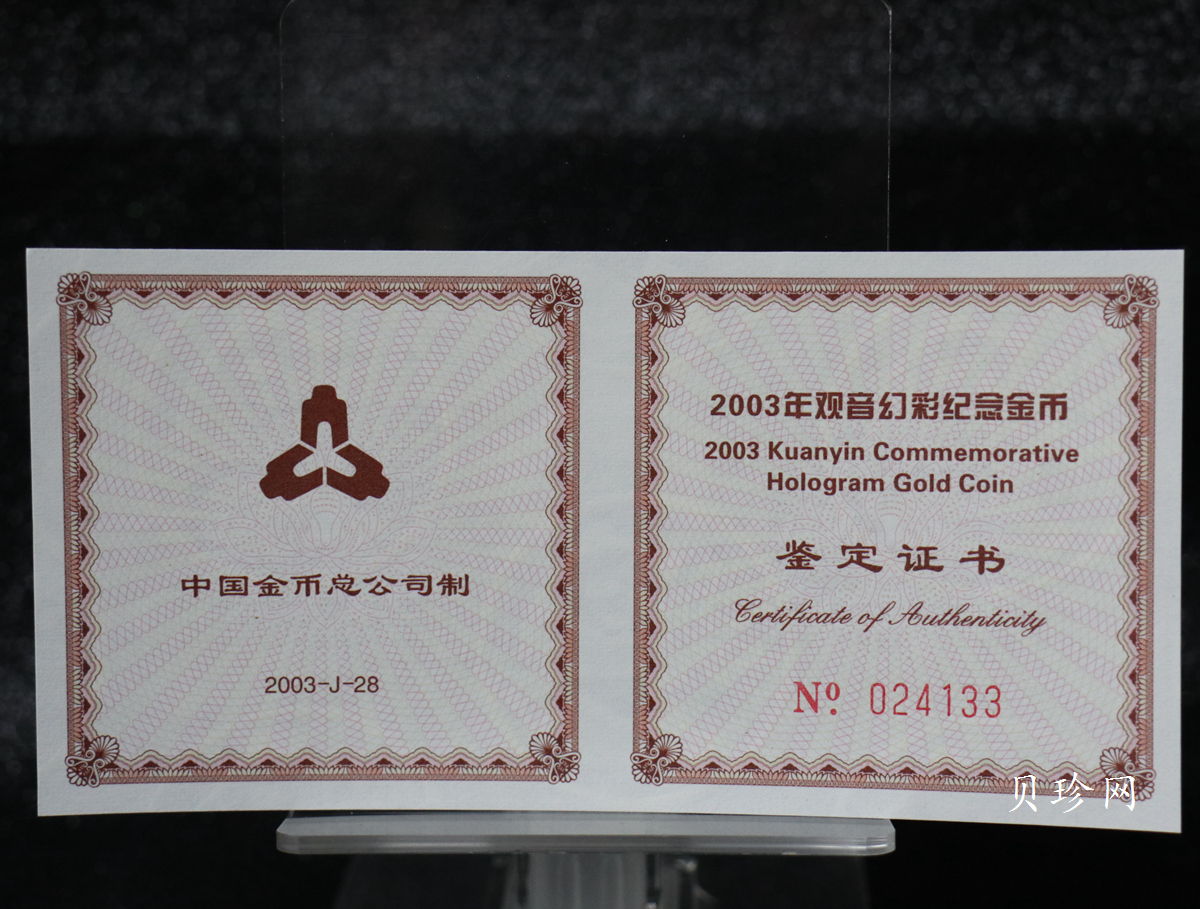 中国金币总公司制
2003-J-28
2003年观音幻彩纪念金币
2003 Kuanyin Commemorative
Hologram Gold Coin
鉴定证书
Certificate of Authenticity
Nº 024133
贝珍网